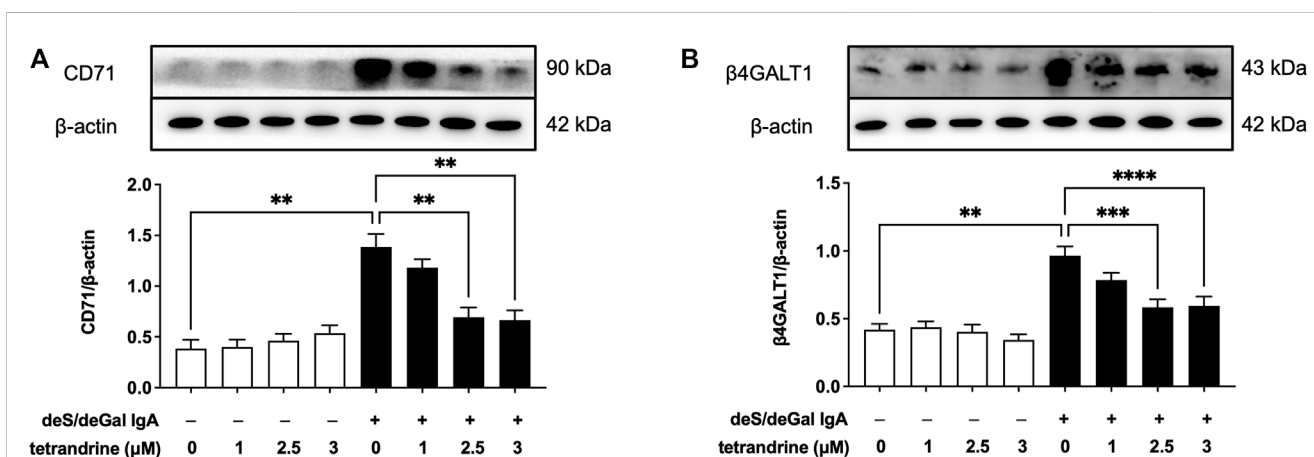 A
CD71
90 kDa
β-actin
42 kDa
**
**
**
2.0
1.5
1.0
0.5
0.0
CD71/β-actin
deS/deGal IgA – – – – + + + +
tetrandrine (μM) 0 1 2.5 3 0 1 2.5 3
B
β4GALT1
43 kDa
β-actin
42 kDa
****
**
***
1.5
1.0
0.5
0.0
β4GALT1/β-actin
deS/deGal IgA – – – – + + + +
tetrandrine (μM) 0 1 2.5 3 0 1 2.5 3